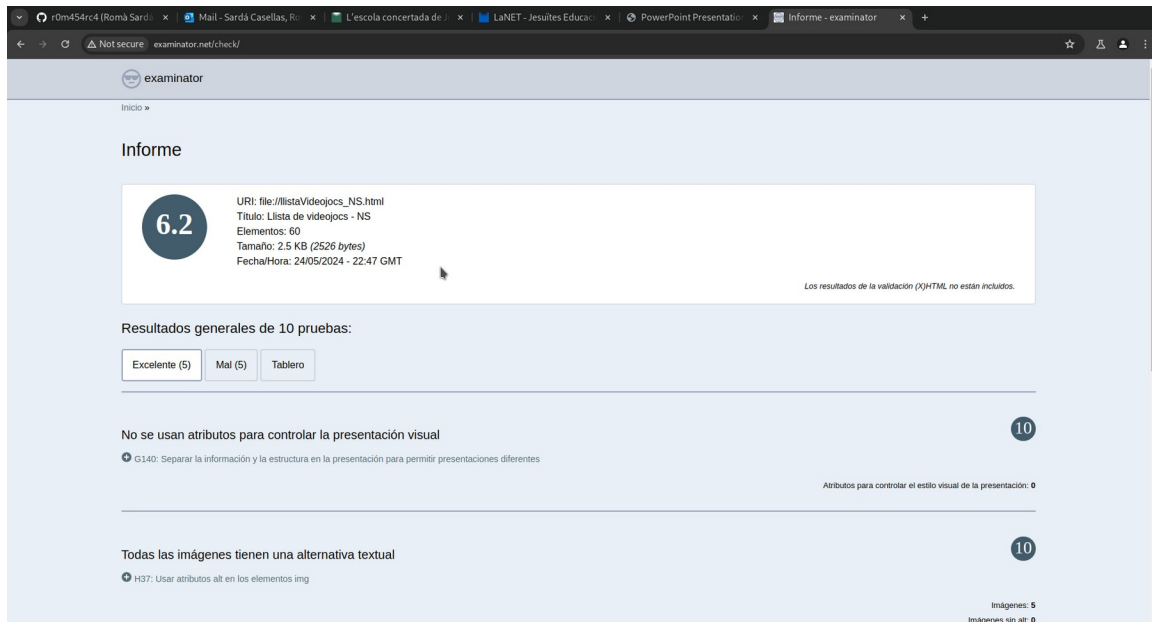 r0m454rc4 (Romà Sardà
Mail - Sardá Casellas, Ro
L'escola concertada de J
LaNET - Jesuïtes Educac
PowerPoint Presentation
Informe - examinator
Not secure examinator.net/check/
examinator
Inicio »
Informe
6.2
URI: file://llistaVideojocs_NS.html
Título: Llista de videojocs - NS
Elementos: 60
Tamaño: 2.5 KB (2526 bytes)
Fecha/Hora: 24/05/2024 - 22:47 GMT
Los resultados de la validación (X)HTML no están incluidos.
Resultados generales de 10 pruebas:
Excelente (5) Mal (5) Tablero
No se usan atributos para controlar la presentación visual 10
G140: Separar la información y la estructura en la presentación para permitir presentaciones diferentes
Atributos para controlar el estilo visual de la presentación: 0
Todas las imágenes tienen una alternativa textual 10
H37: Usar atributos alt en los elementos img
Imágenes: 5
Imágenes sin alt: 0